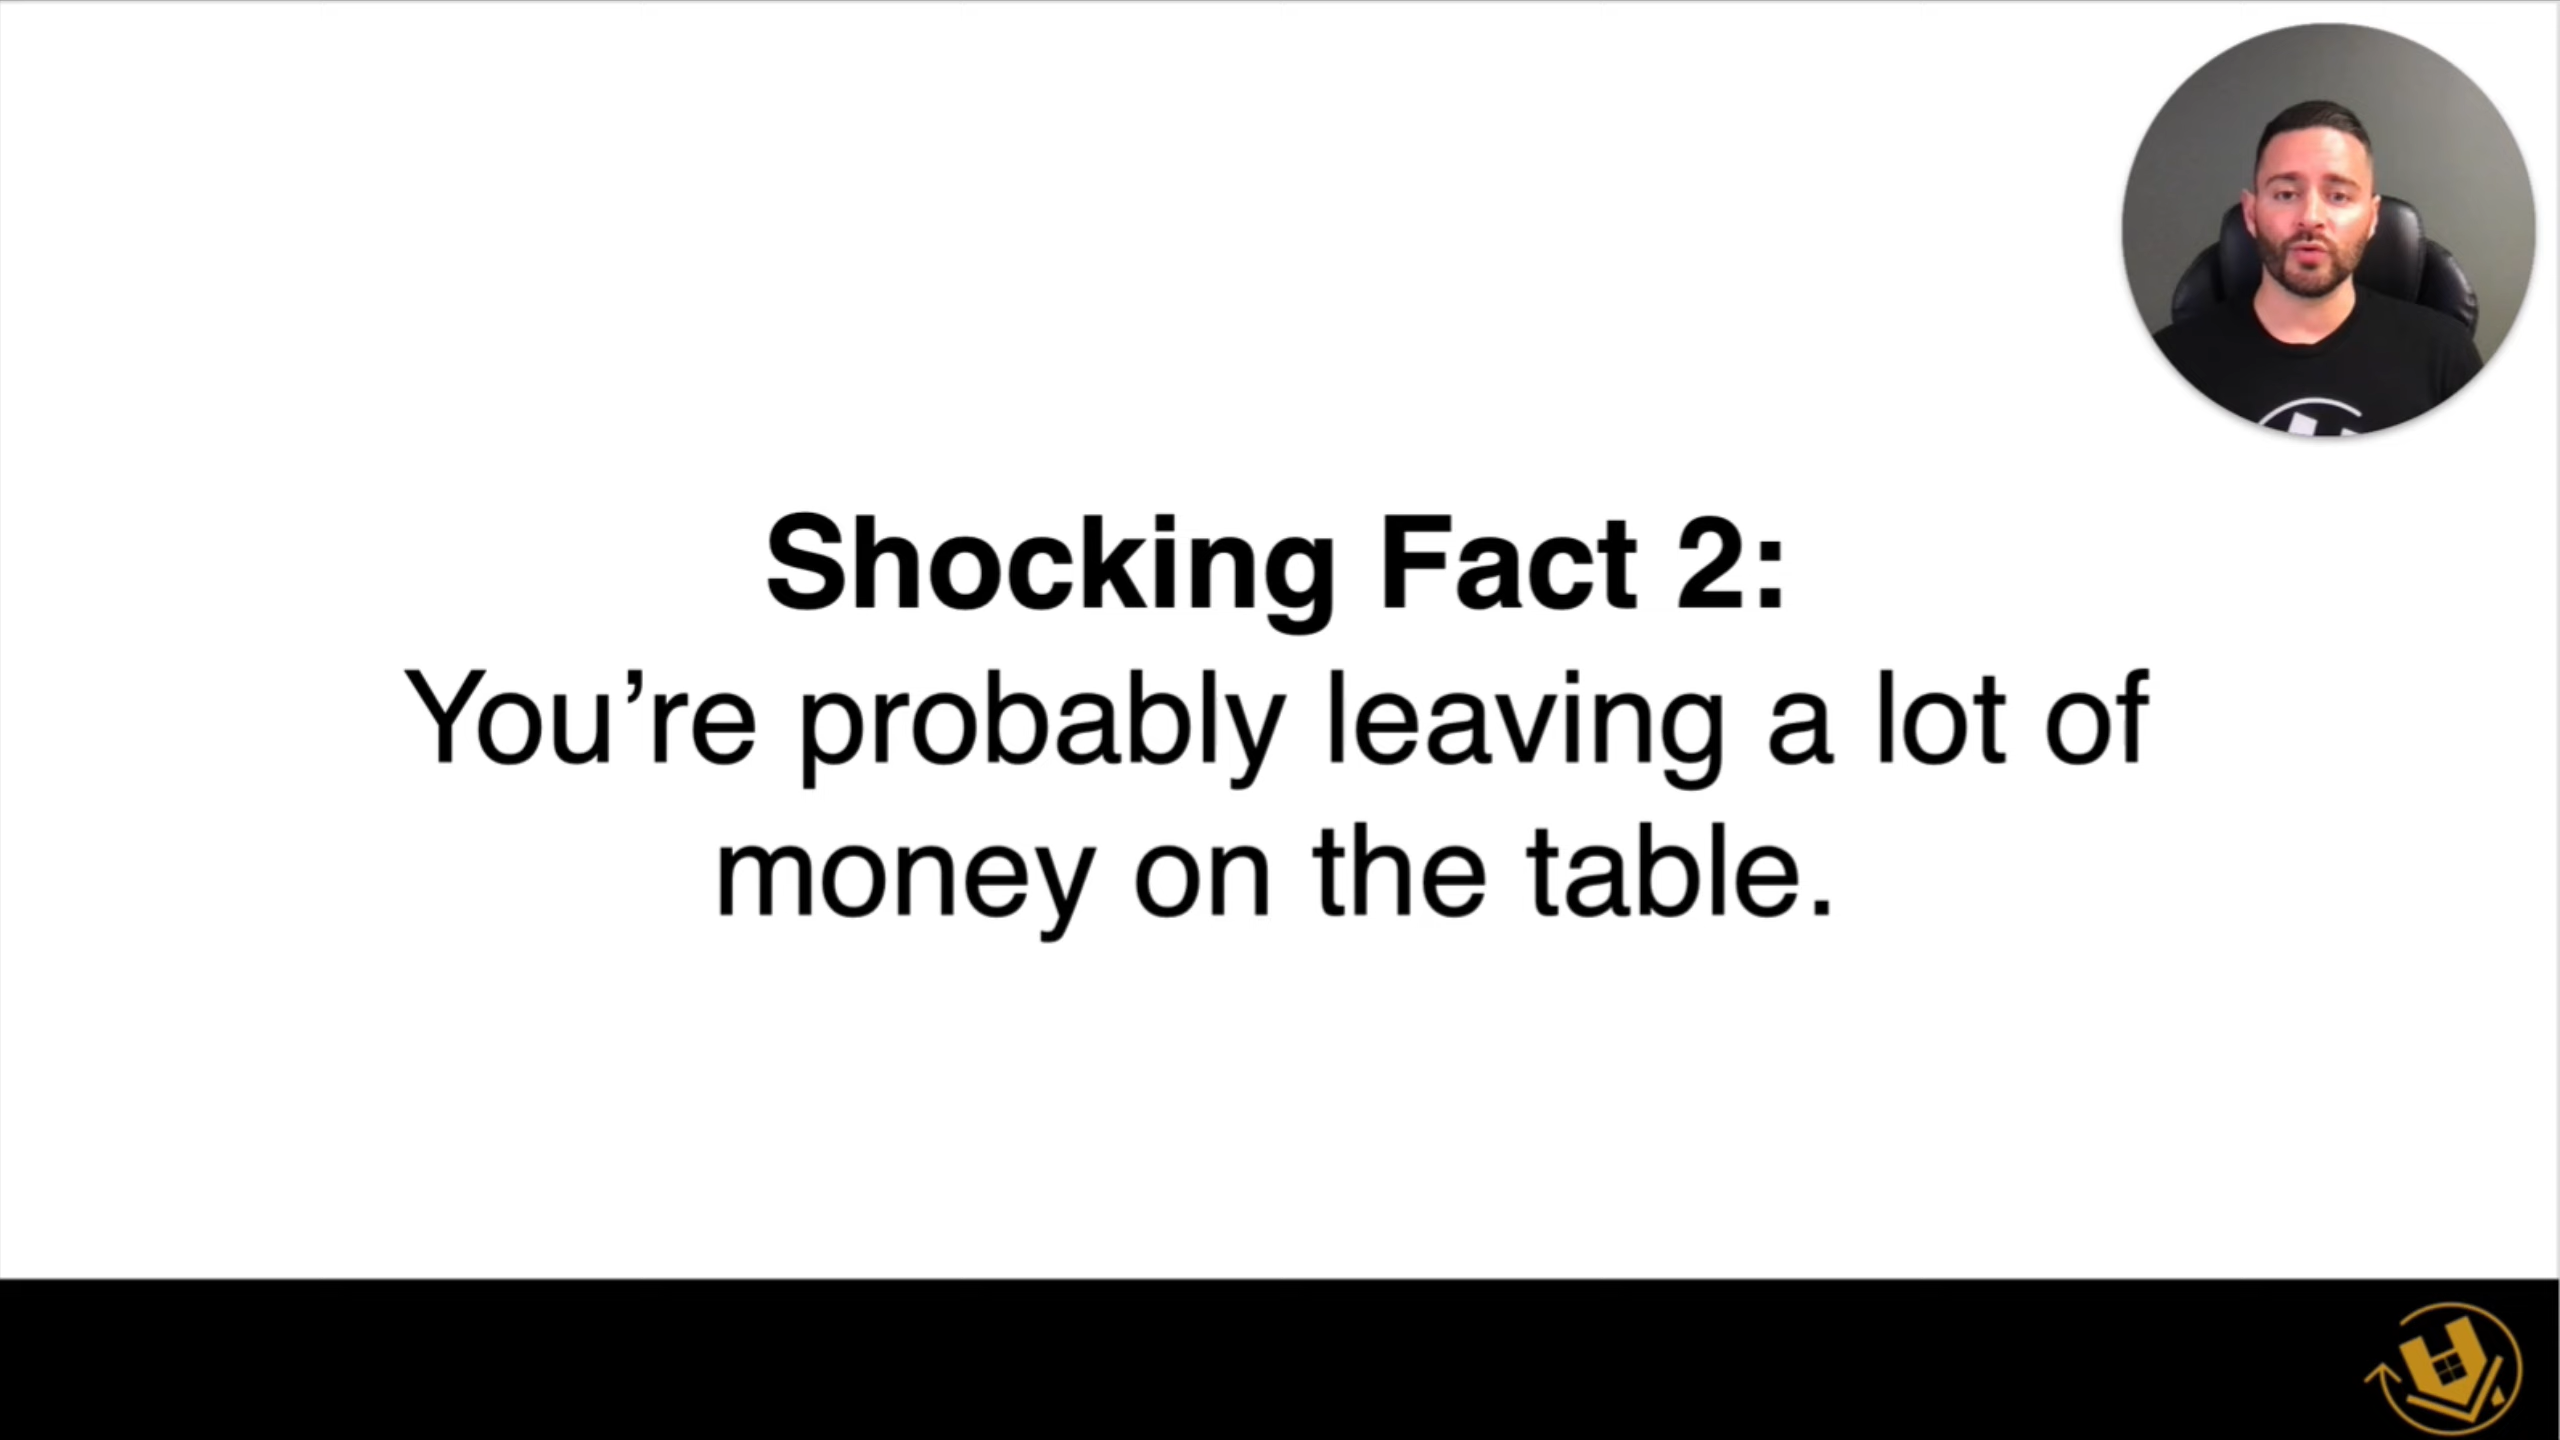 Shocking Fact 2:
You’re probably leaving a lot of
money on the table.